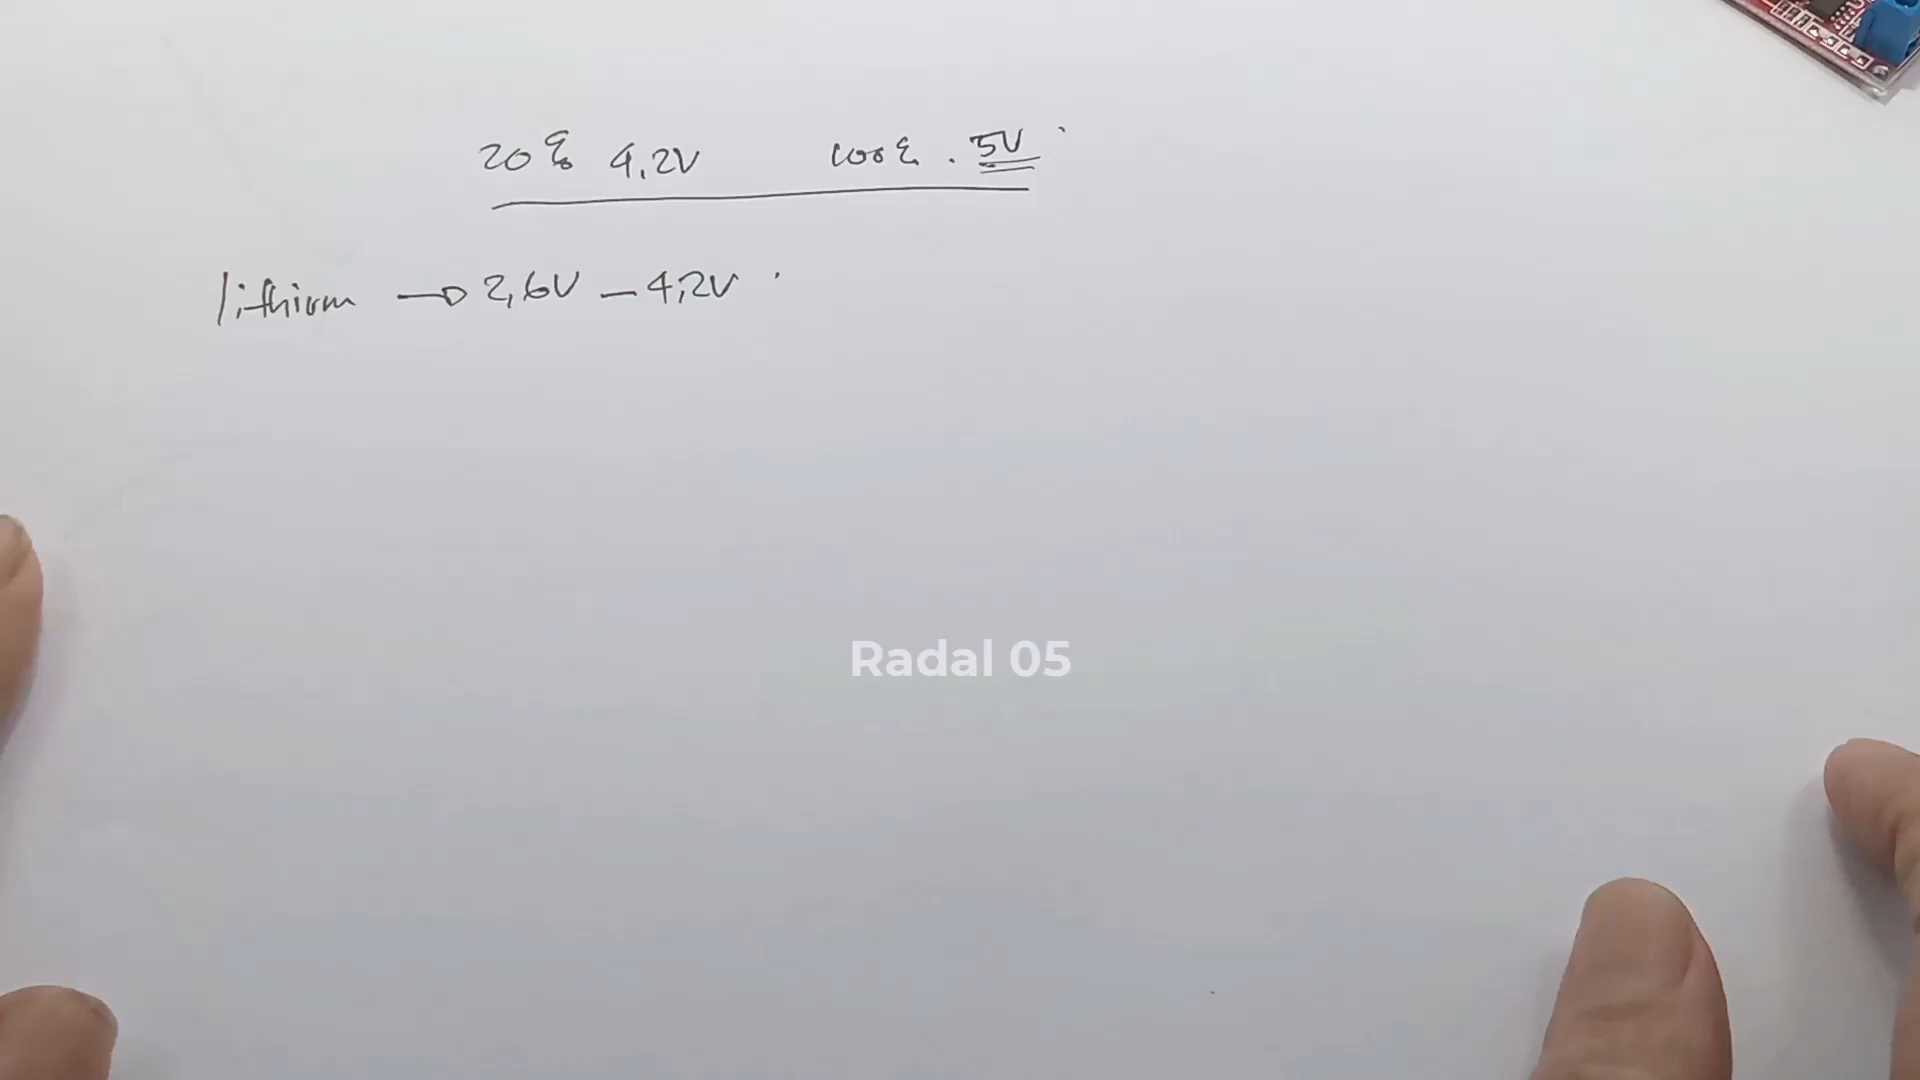 20% 4,2V 100% . 5V
lithium → 2,6V – 4,2V
Radal 05